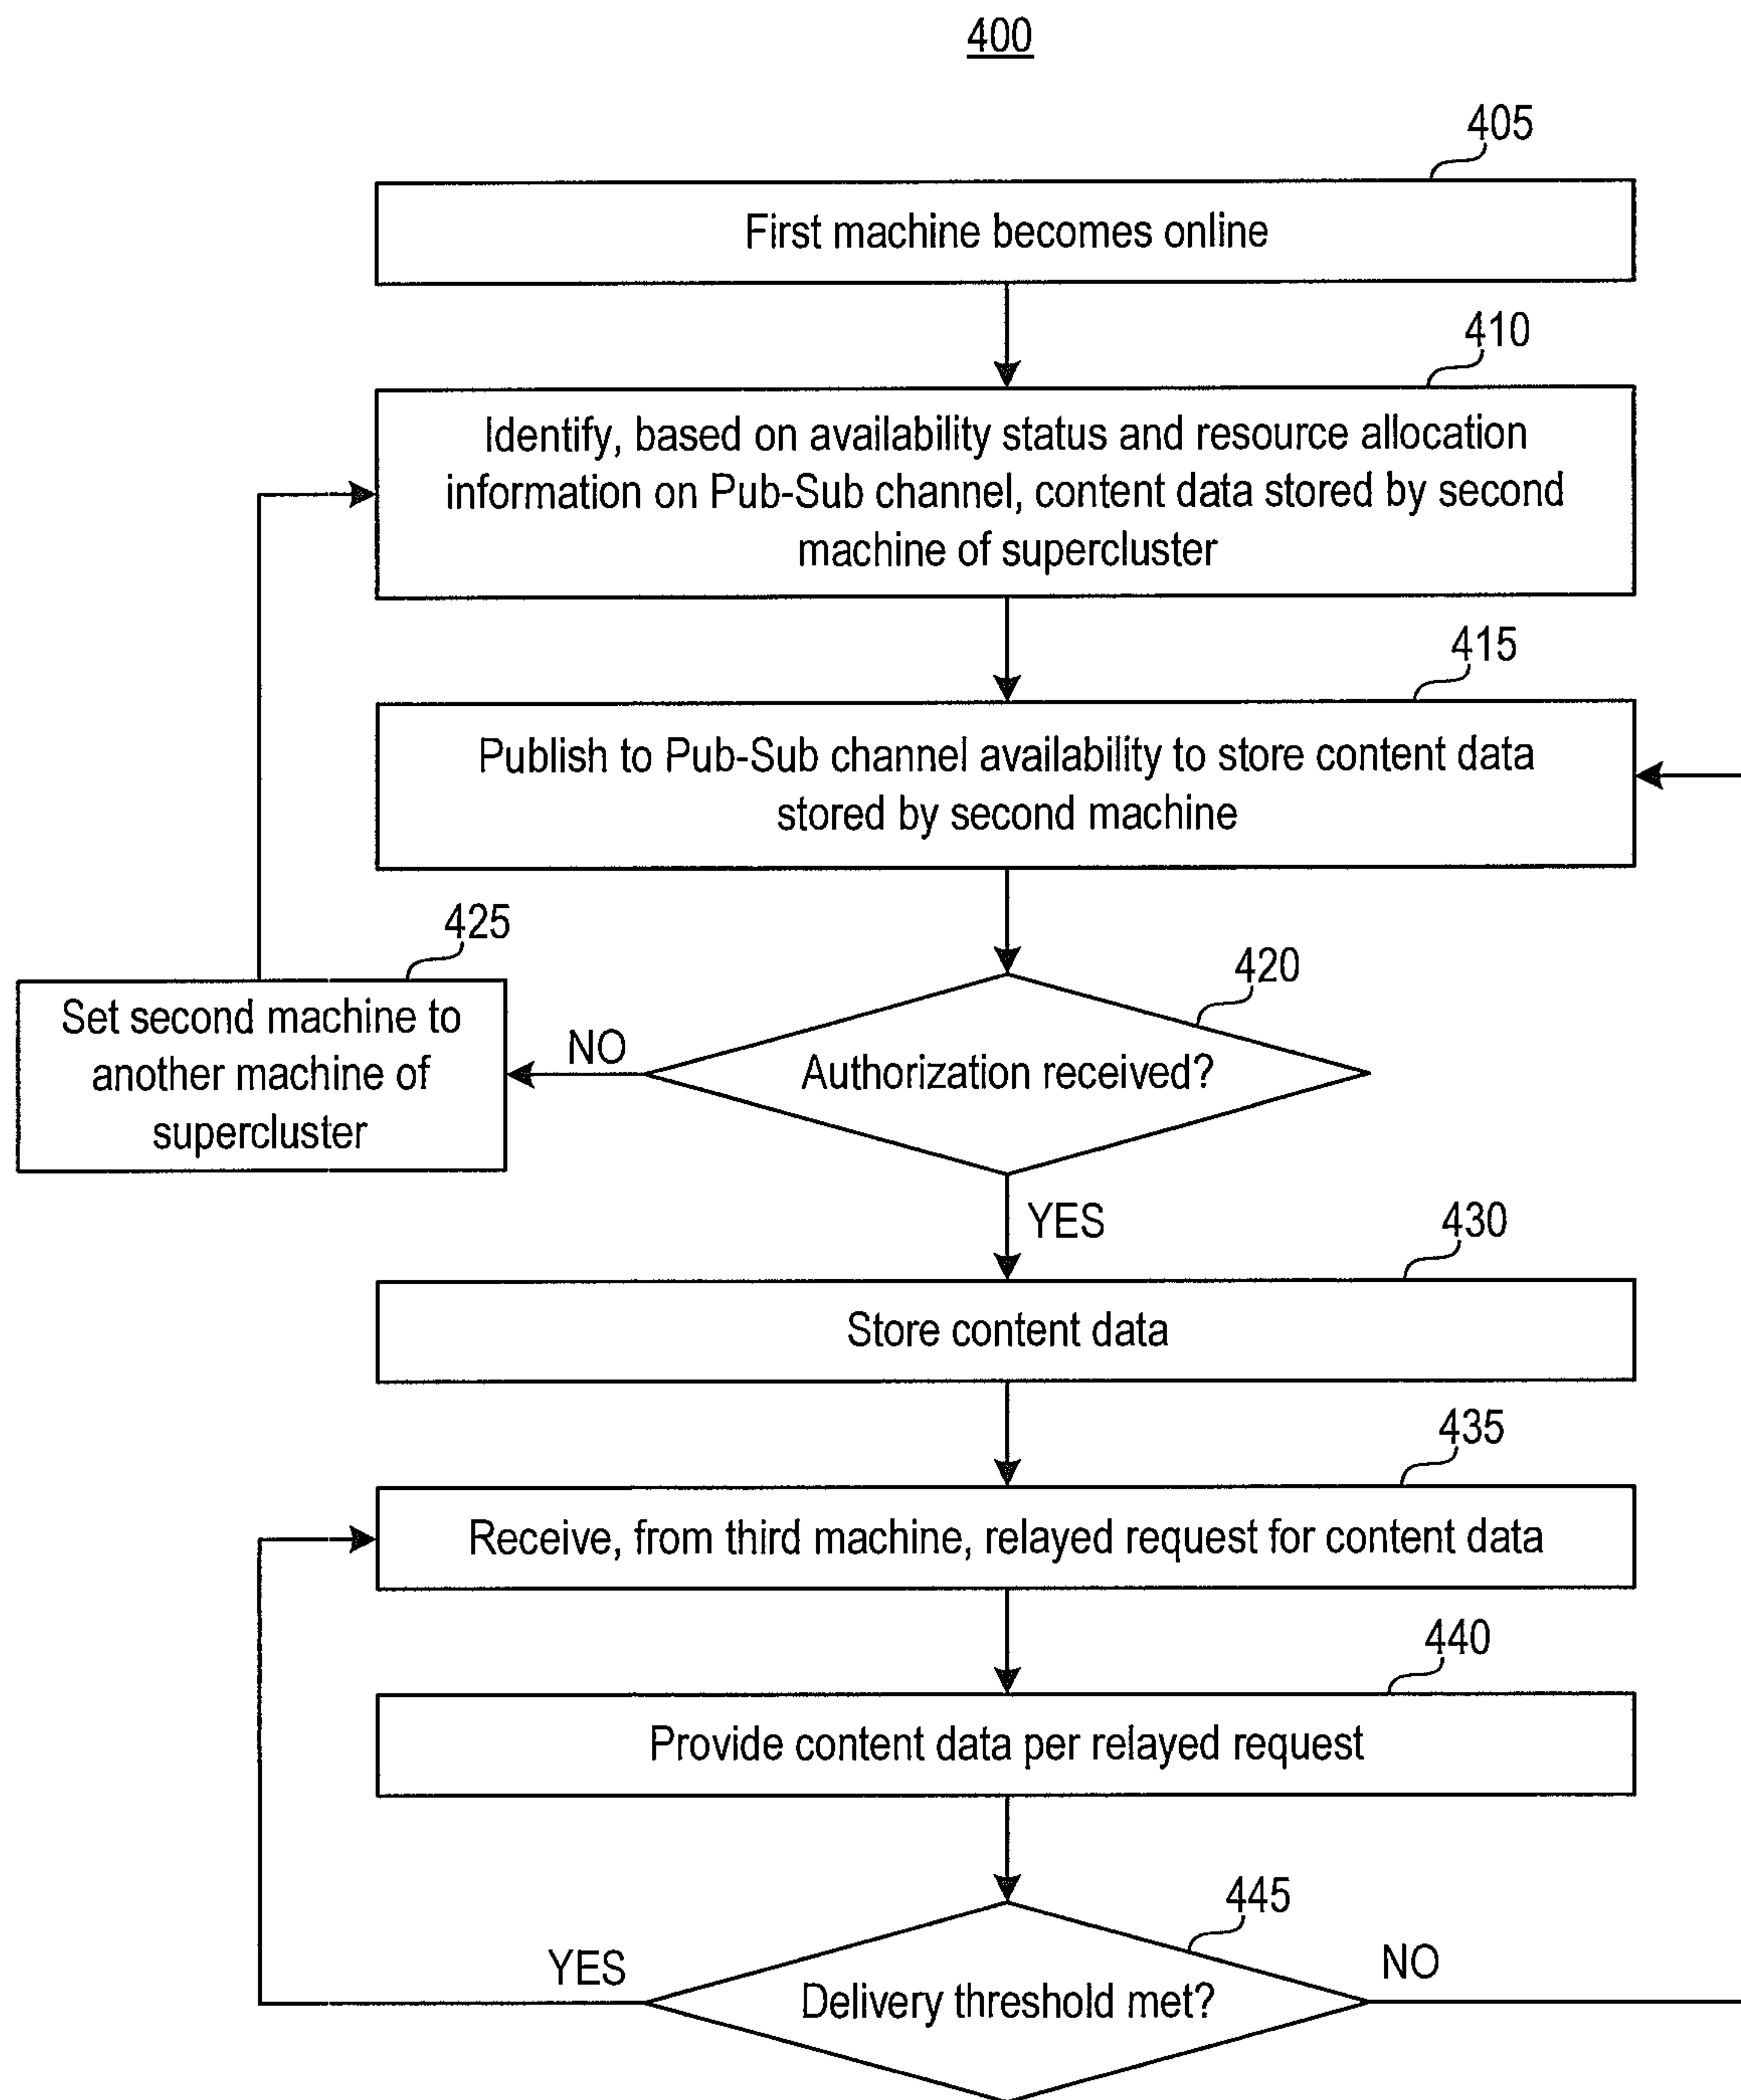 400
405
First machine becomes online
410
Identify, based on availability status and resource allocation
information on Pub-Sub channel, content data stored by second
machine of supercluster
415
Publish to Pub-Sub channel availability to store content data
stored by second machine
425
Set second machine to
another machine of
supercluster
NO
420
Authorization received?
YES
430
Store content data
435
Receive, from third machine, relayed request for content data
440
Provide content data per relayed request
445
YES
Delivery threshold met?
NO